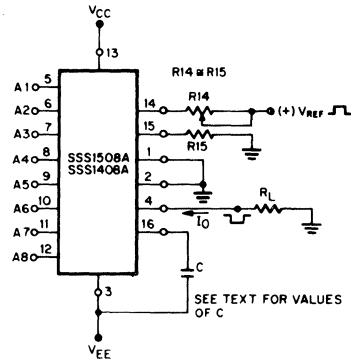 VCC
13
R14 ≅ R15
A1 5
A2 6
A3 7
A4 8
A5 9
A6 10
A7 11
A8 12
SSS1508A
SSS1408A
14 R14 (+) VREF
15 R15
1
2
4 IO RL
16
C
3
SEE TEXT FOR VALUES
OF C
VEE